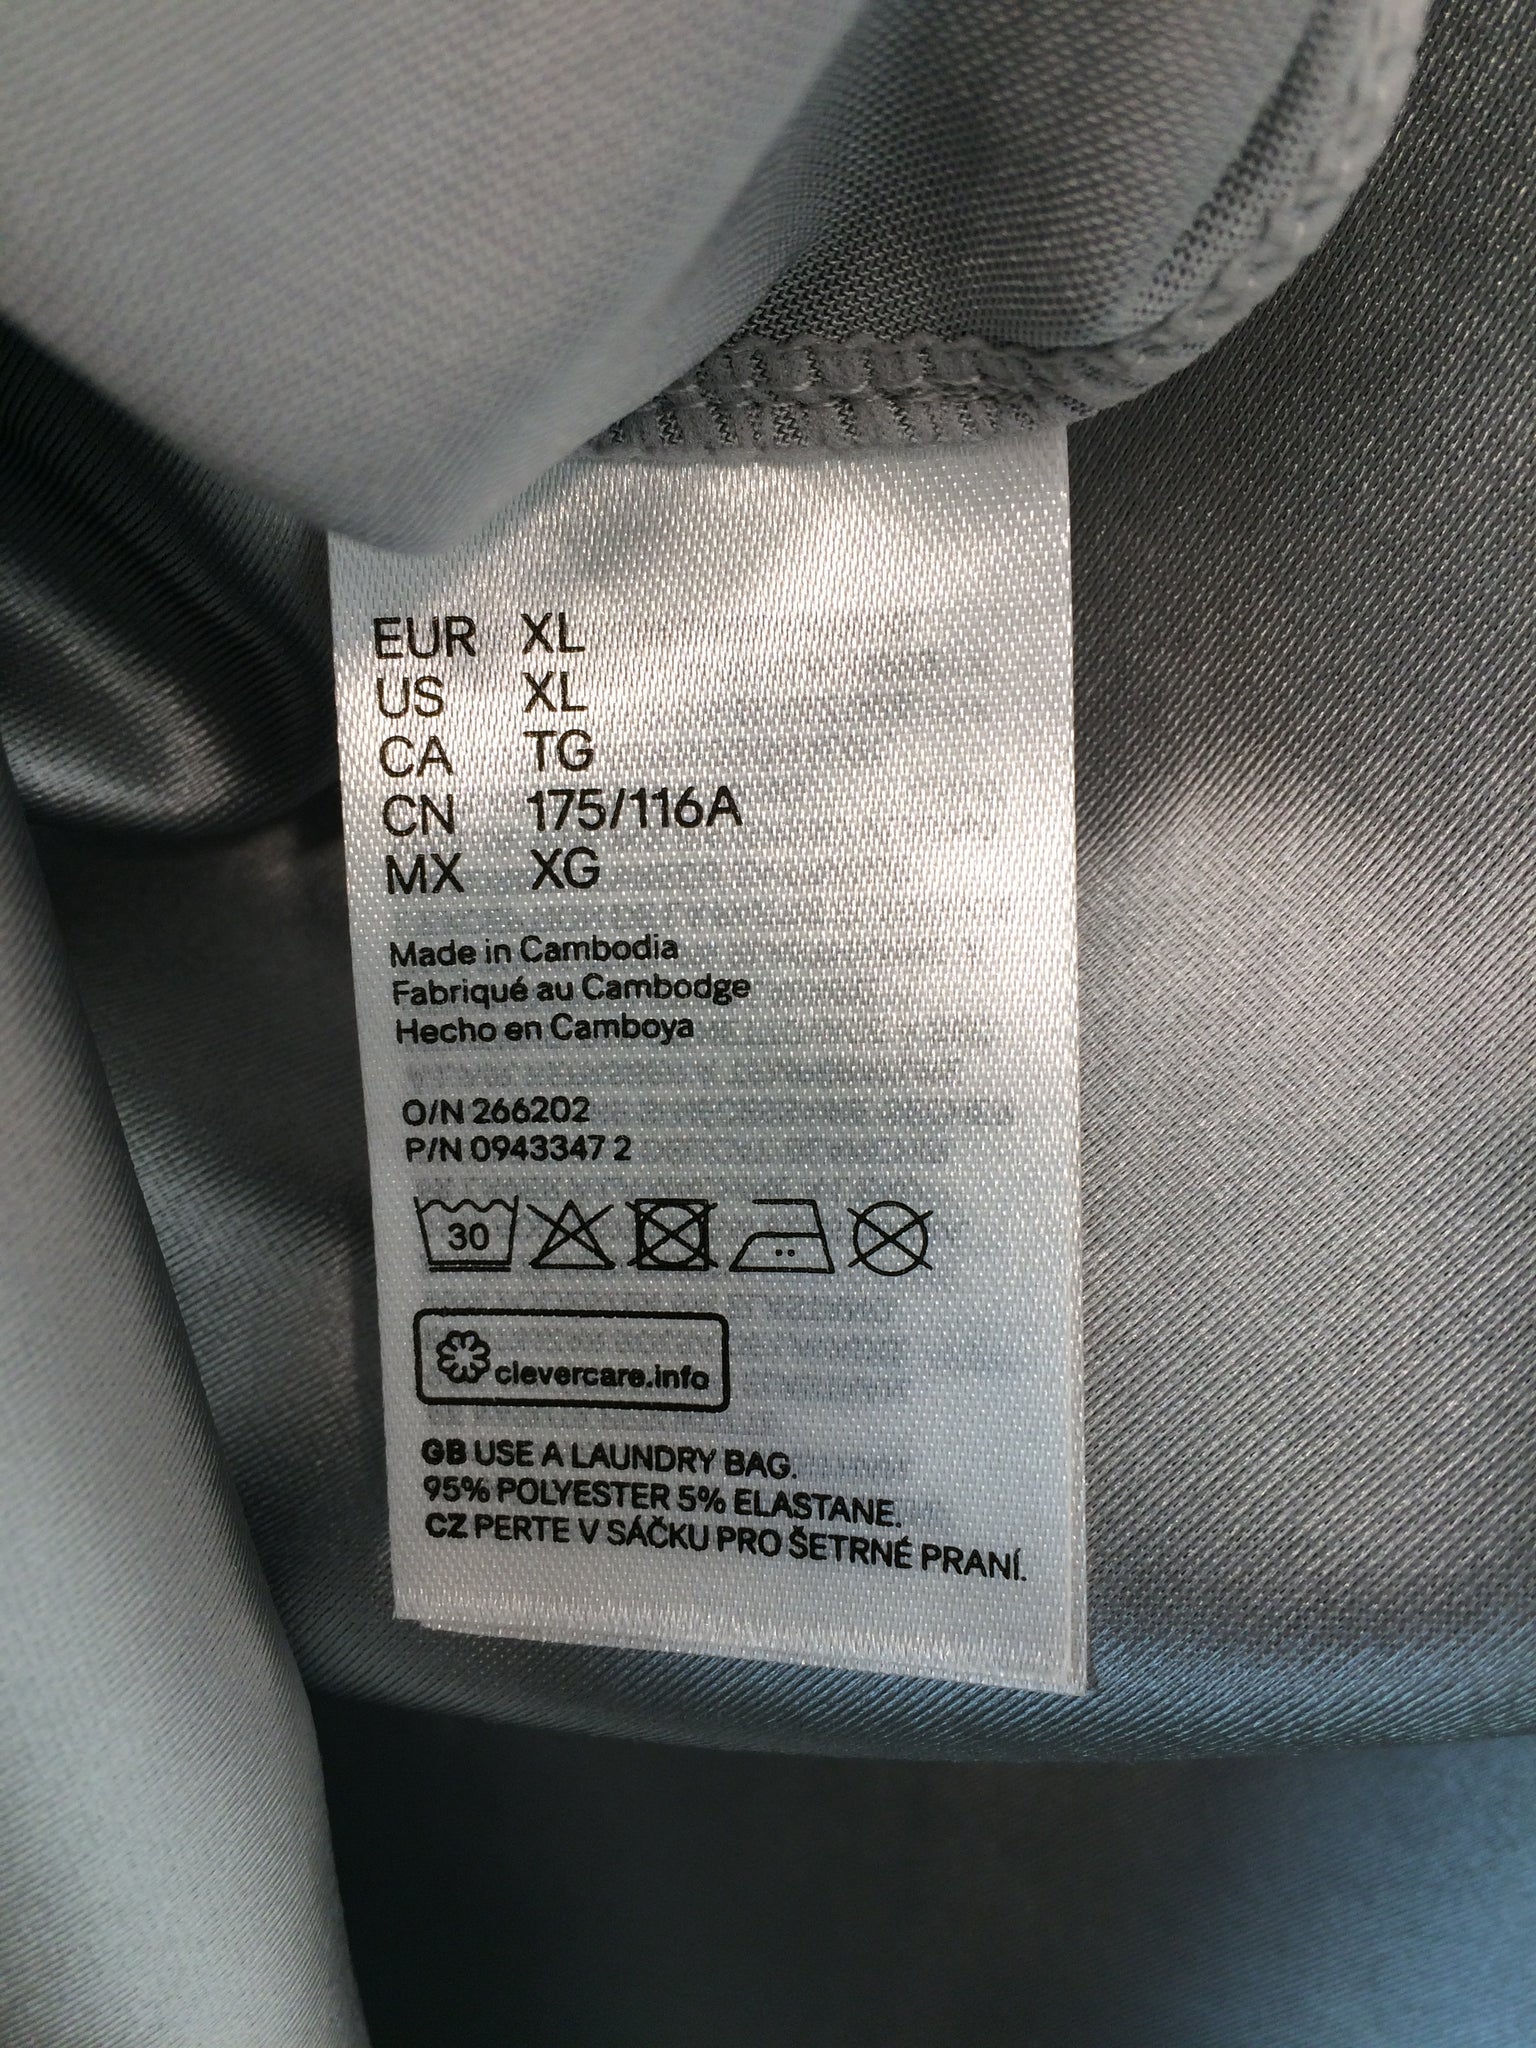 EUR XL
US XL
CA TG
CN 175/116A
MX XG
Made in Cambodia
Fabriqué au Cambodge
Hecho en Camboya
O/N 266202
P/N 0943347 2
30
clevercare.info
GB USE A LAUNDRY BAG.
95% POLYESTER 5% ELASTANE.
CZ PERTE V SÁČKU PRO ŠETRNÉ PRANÍ.